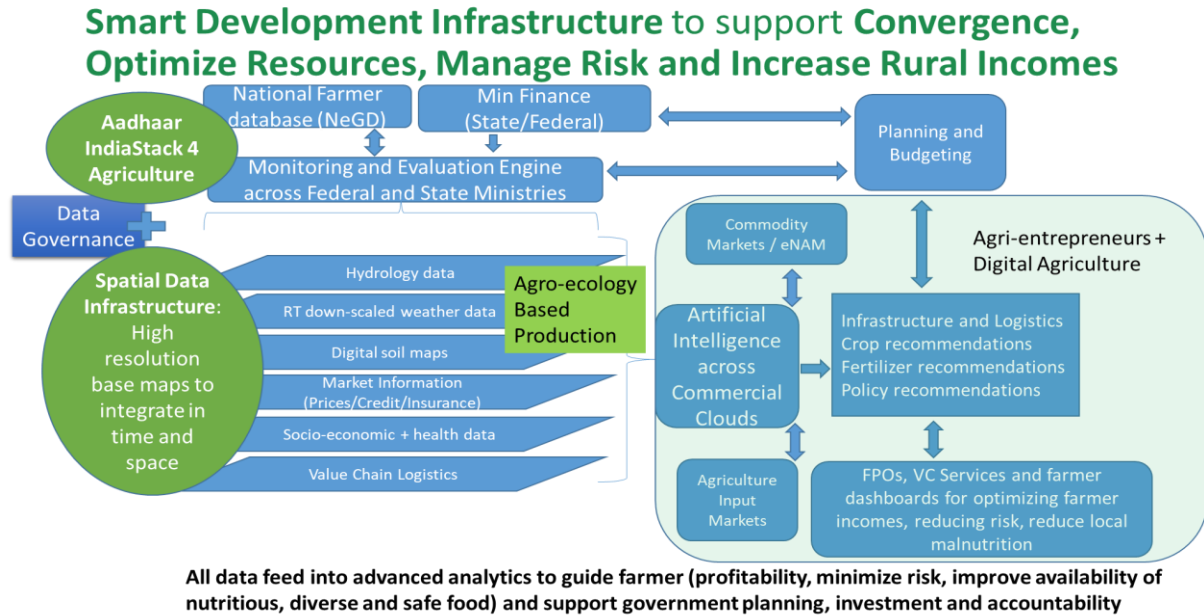 Smart Development Infrastructure to support Convergence,
Optimize Resources, Manage Risk and Increase Rural Incomes
Aadhaar
IndiaStack 4
Agriculture
National Farmer
database (NeGD)
Min Finance
(State/Federal)
Planning and
Budgeting
Monitoring and Evaluation Engine
across Federal and State Ministries
Data
Governance
Spatial Data
Infrastructure:
High
resolution
base maps to
integrate in
time and
space
Hydrology data
RT down-scaled weather data
Digital soil maps
Market Information
(Prices/Credit/Insurance)
Socio-economic + health data
Value Chain Logistics
Agro-ecology
Based
Production
Commodity
Markets / eNAM
Agri-entrepreneurs +
Digital Agriculture
Artificial
Intelligence
across
Commercial
Clouds
Infrastructure and Logistics
Crop recommendations
Fertilizer recommendations
Policy recommendations
Agriculture
Input
Markets
FPOs, VC Services and farmer
dashboards for optimizing farmer
incomes, reducing risk, reduce local
malnutrition
All data feed into advanced analytics to guide farmer (profitability, minimize risk, improve availability of
nutritious, diverse and safe food) and support government planning, investment and accountability